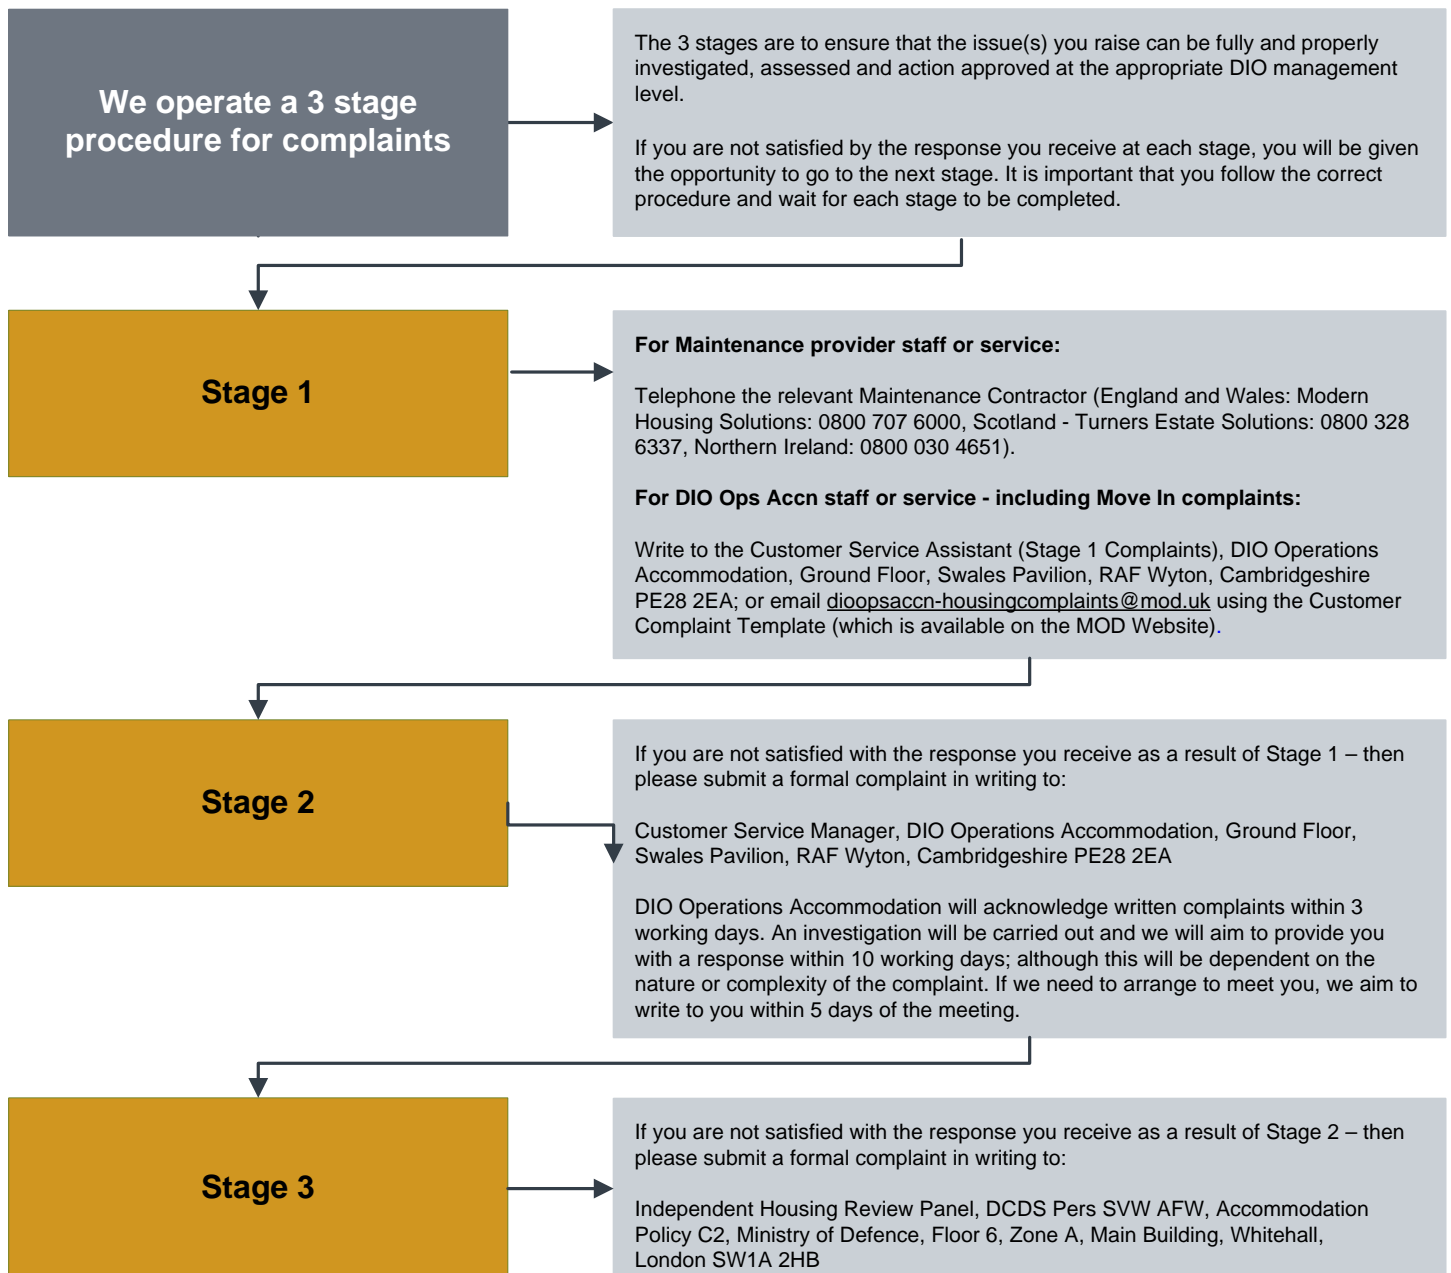 We operate a 3 stage
procedure for complaints
The 3 stages are to ensure that the issue(s) you raise can be fully and properly
investigated, assessed and action approved at the appropriate DIO management
level.
If you are not satisfied by the response you receive at each stage, you will be given
the opportunity to go to the next stage. It is important that you follow the correct
procedure and wait for each stage to be completed.
Stage 1
For Maintenance provider staff or service:
Telephone the relevant Maintenance Contractor (England and Wales: Modern
Housing Solutions: 0800 707 6000, Scotland - Turners Estate Solutions: 0800 328
6337, Northern Ireland: 0800 030 4651).
For DIO Ops Accn staff or service - including Move In complaints:
Write to the Customer Service Assistant (Stage 1 Complaints), DIO Operations
Accommodation, Ground Floor, Swales Pavilion, RAF Wyton, Cambridgeshire
PE28 2EA; or email dioopsaccn-housingcomplaints@mod.uk using the Customer
Complaint Template (which is available on the MOD Website).
Stage 2
If you are not satisfied with the response you receive as a result of Stage 1 – then
please submit a formal complaint in writing to:
Customer Service Manager, DIO Operations Accommodation, Ground Floor,
Swales Pavilion, RAF Wyton, Cambridgeshire PE28 2EA
DIO Operations Accommodation will acknowledge written complaints within 3
working days. An investigation will be carried out and we will aim to provide you
with a response within 10 working days; although this will be dependent on the
nature or complexity of the complaint. If we need to arrange to meet you, we aim to
write to you within 5 days of the meeting.
Stage 3
If you are not satisfied with the response you receive as a result of Stage 2 – then
please submit a formal complaint in writing to:
Independent Housing Review Panel, DCDS Pers SVW AFW, Accommodation
Policy C2, Ministry of Defence, Floor 6, Zone A, Main Building, Whitehall,
London SW1A 2HB